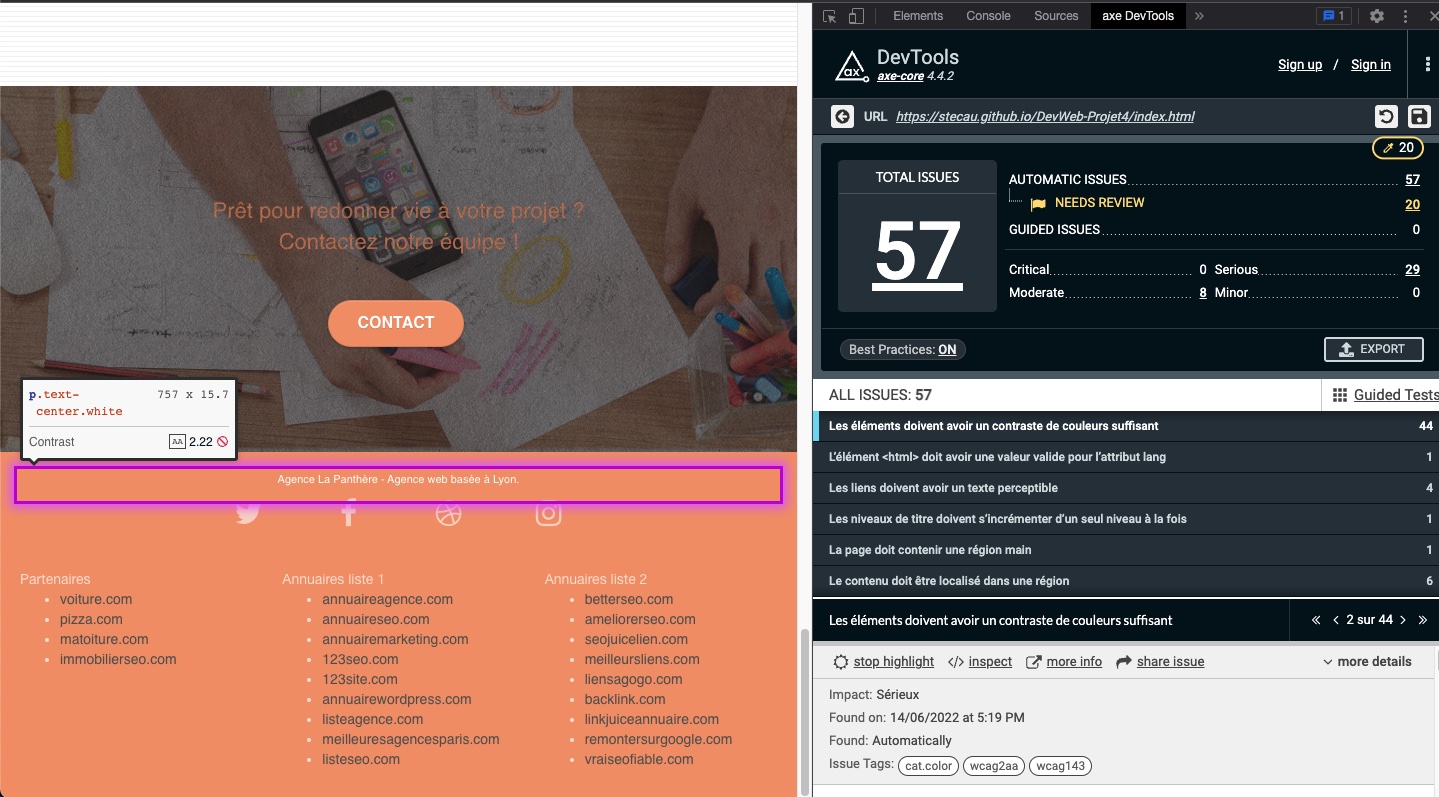 Prêt pour redonner vie à votre projet ?
Contactez notre équipe !
CONTACT
p.text- 757 x 15.7
center.white
Contrast AA 2.22
Agence La Panthère - Agence web basée à Lyon.
Partenaires
voiture.com
pizza.com
matoiture.com
immobilierseo.com
Annuaires liste 1
annuaireagence.com
annuaireseo.com
annuairemarketing.com
123seo.com
123site.com
annuairewordpress.com
listeagence.com
meilleuresagencesparis.com
listeseo.com
Annuaires liste 2
betterseo.com
ameliorerseo.com
seojuicelien.com
meilleursliens.com
liensagogo.com
backlink.com
linkjuiceannuaire.com
remontersurgoogle.com
vraiseofiable.com
Elements Console Sources axe DevTools » 1
ax DevTools
axe-core 4.4.2
Sign up / Sign in
URL https://stecau.github.io/DevWeb-Projet4/index.html
20
TOTAL ISSUES
57
AUTOMATIC ISSUES 57
NEEDS REVIEW 20
GUIDED ISSUES 0
Critical 0 Serious 29
Moderate 8 Minor 0
Best Practices: ON
EXPORT
ALL ISSUES: 57 Guided Tests
Les éléments doivent avoir un contraste de couleurs suffisant 44
L'élément <html> doit avoir une valeur valide pour l'attribut lang 1
Les liens doivent avoir un texte perceptible 4
Les niveaux de titre doivent s'incrémenter d'un seul niveau à la fois 1
La page doit contenir une région main 1
Le contenu doit être localisé dans une région 6
Les éléments doivent avoir un contraste de couleurs suffisant « ‹ 2 sur 44 › »
stop highlight </> inspect more info share issue more details
Impact: Sérieux
Found on: 14/06/2022 at 5:19 PM
Found: Automatically
Issue Tags: cat.color wcag2aa wcag143